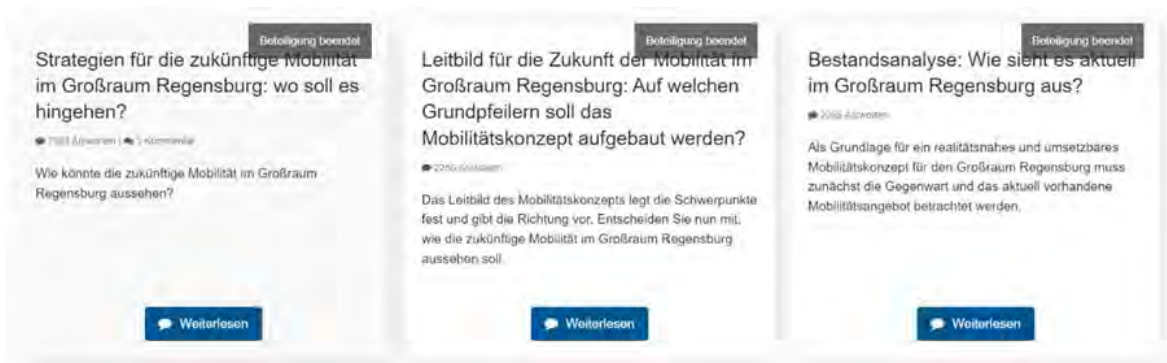 Beteiligung beendet
Strategien für die zukünftige Mobilität
im Großraum Regensburg: wo soll es
hingehen?
Antworten | Kommentar
Wie könnte die zukünftige Mobilität im Großraum
Regensburg aussehen?
Weiterlesen
Beteiligung beendet
Leitbild für die Zukunft der Mobilität im
Großraum Regensburg: Auf welchen
Grundpfeilern soll das
Mobilitätskonzept aufgebaut werden?
Antworten
Das Leitbild des Mobilitätskonzepts legt die Schwerpunkte
fest und gibt die Richtung vor. Entscheiden Sie nun mit,
wie die zukünftige Mobilität im Großraum Regensburg
aussehen soll.
Weiterlesen
Beteiligung beendet
Bestandsanalyse: Wie sieht es aktuell
im Großraum Regensburg aus?
Antworten
Als Grundlage für ein realitätsnahes und umsetzbares
Mobilitätskonzept für den Großraum Regensburg muss
zunächst die Gegenwart und das aktuell vorhandene
Mobilitätsangebot betrachtet werden.
Weiterlesen